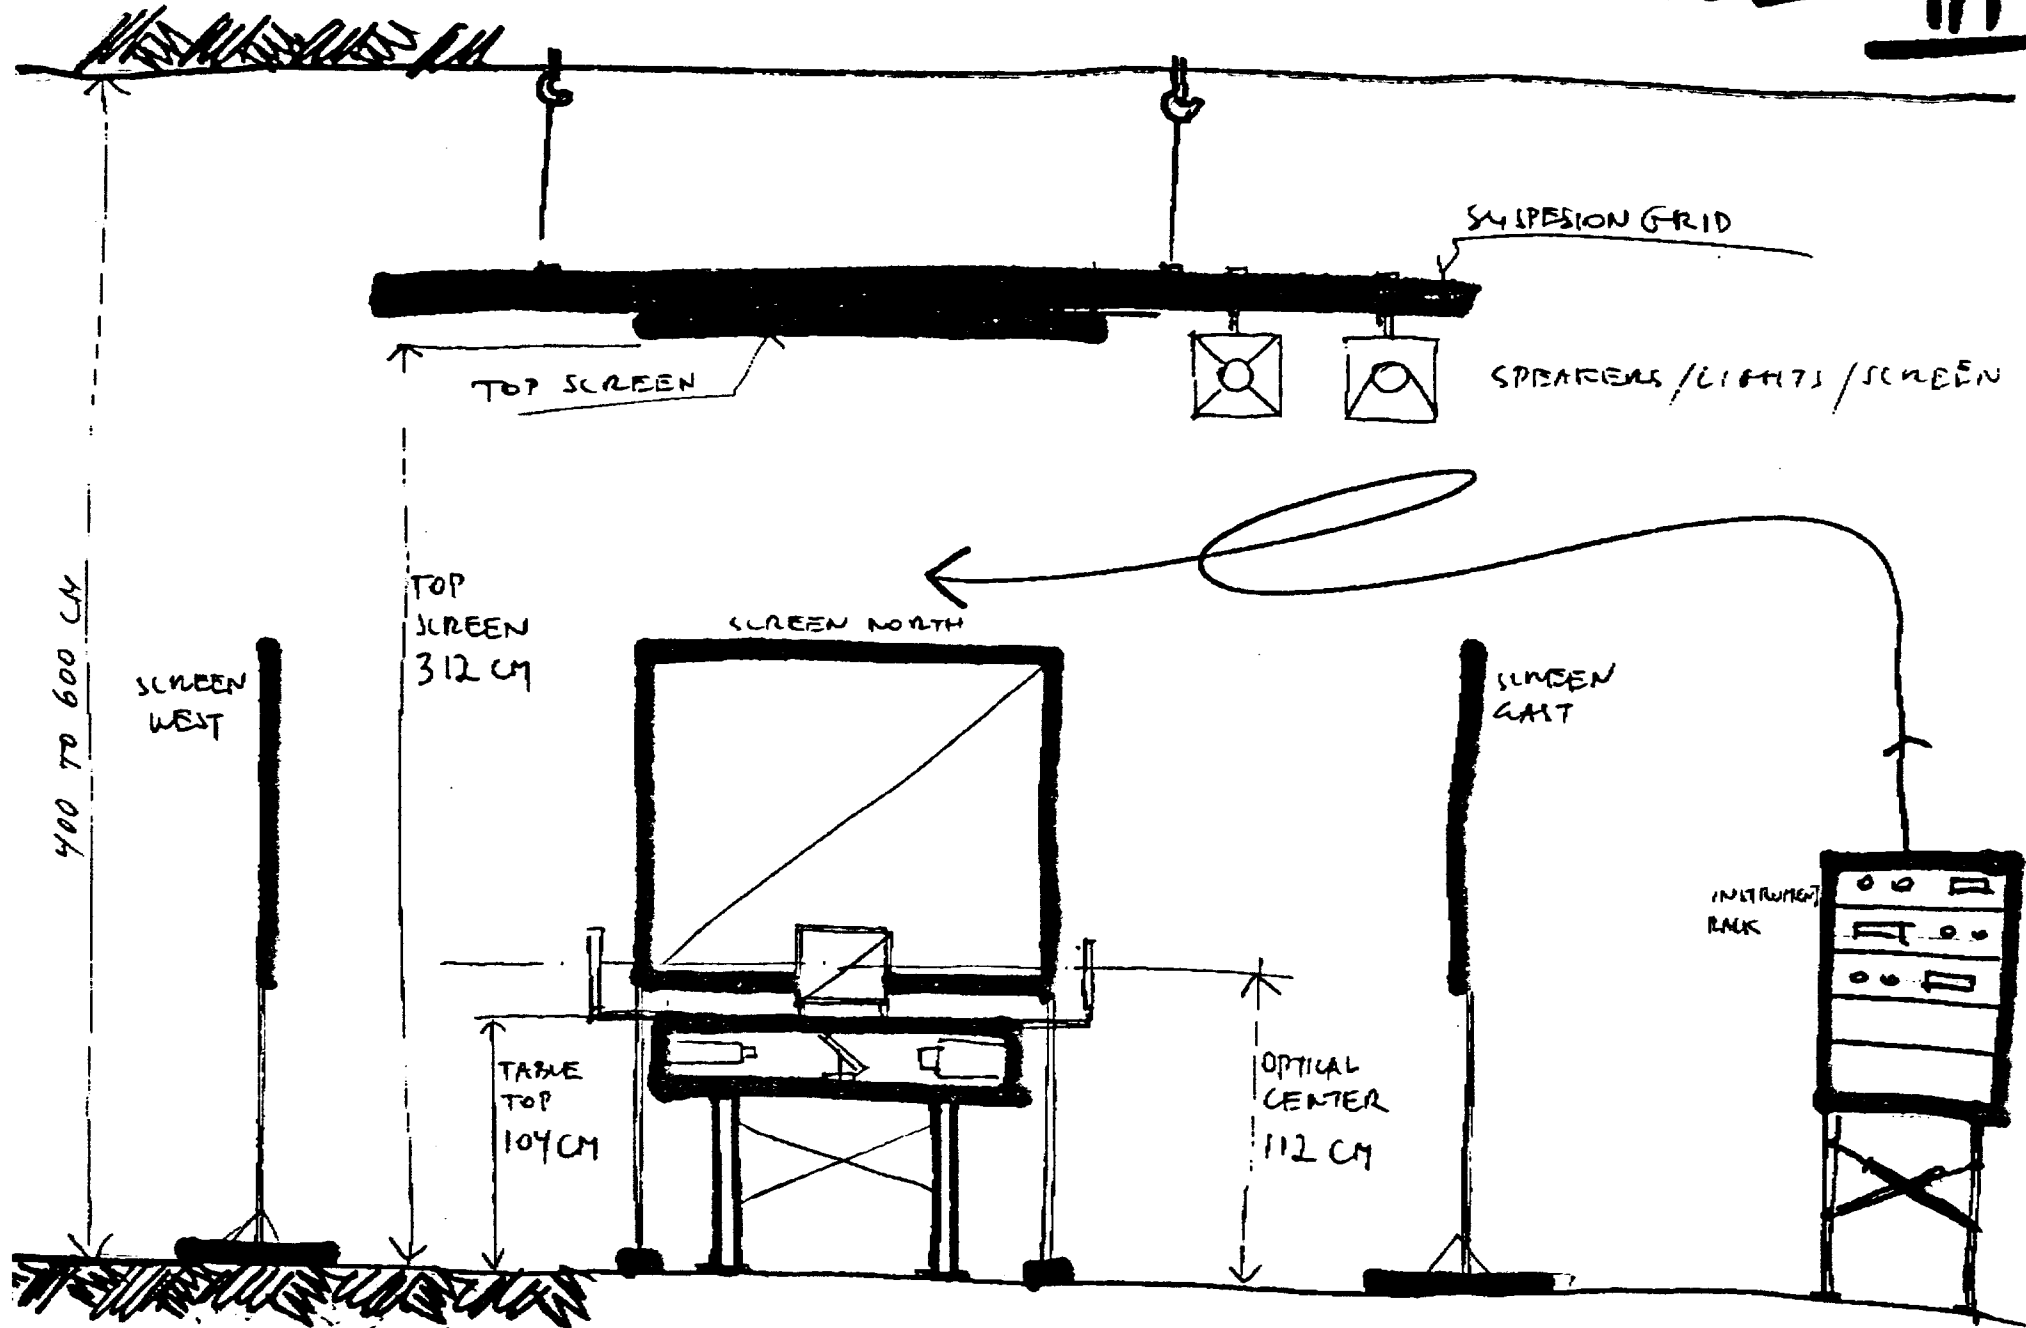 SUSPESION GRID
TOP SCREEN
SPEAKERS/LIGHTS/SCREEN
400 TO 600 CM
TOP
SCREEN
312 CM
SCREEN NORTH
SCREEN
WEST
SCREEN
EAST
INSTRUMENT
RACK
TABLE
TOP
104 CM
OPTICAL
CENTER
112 CM